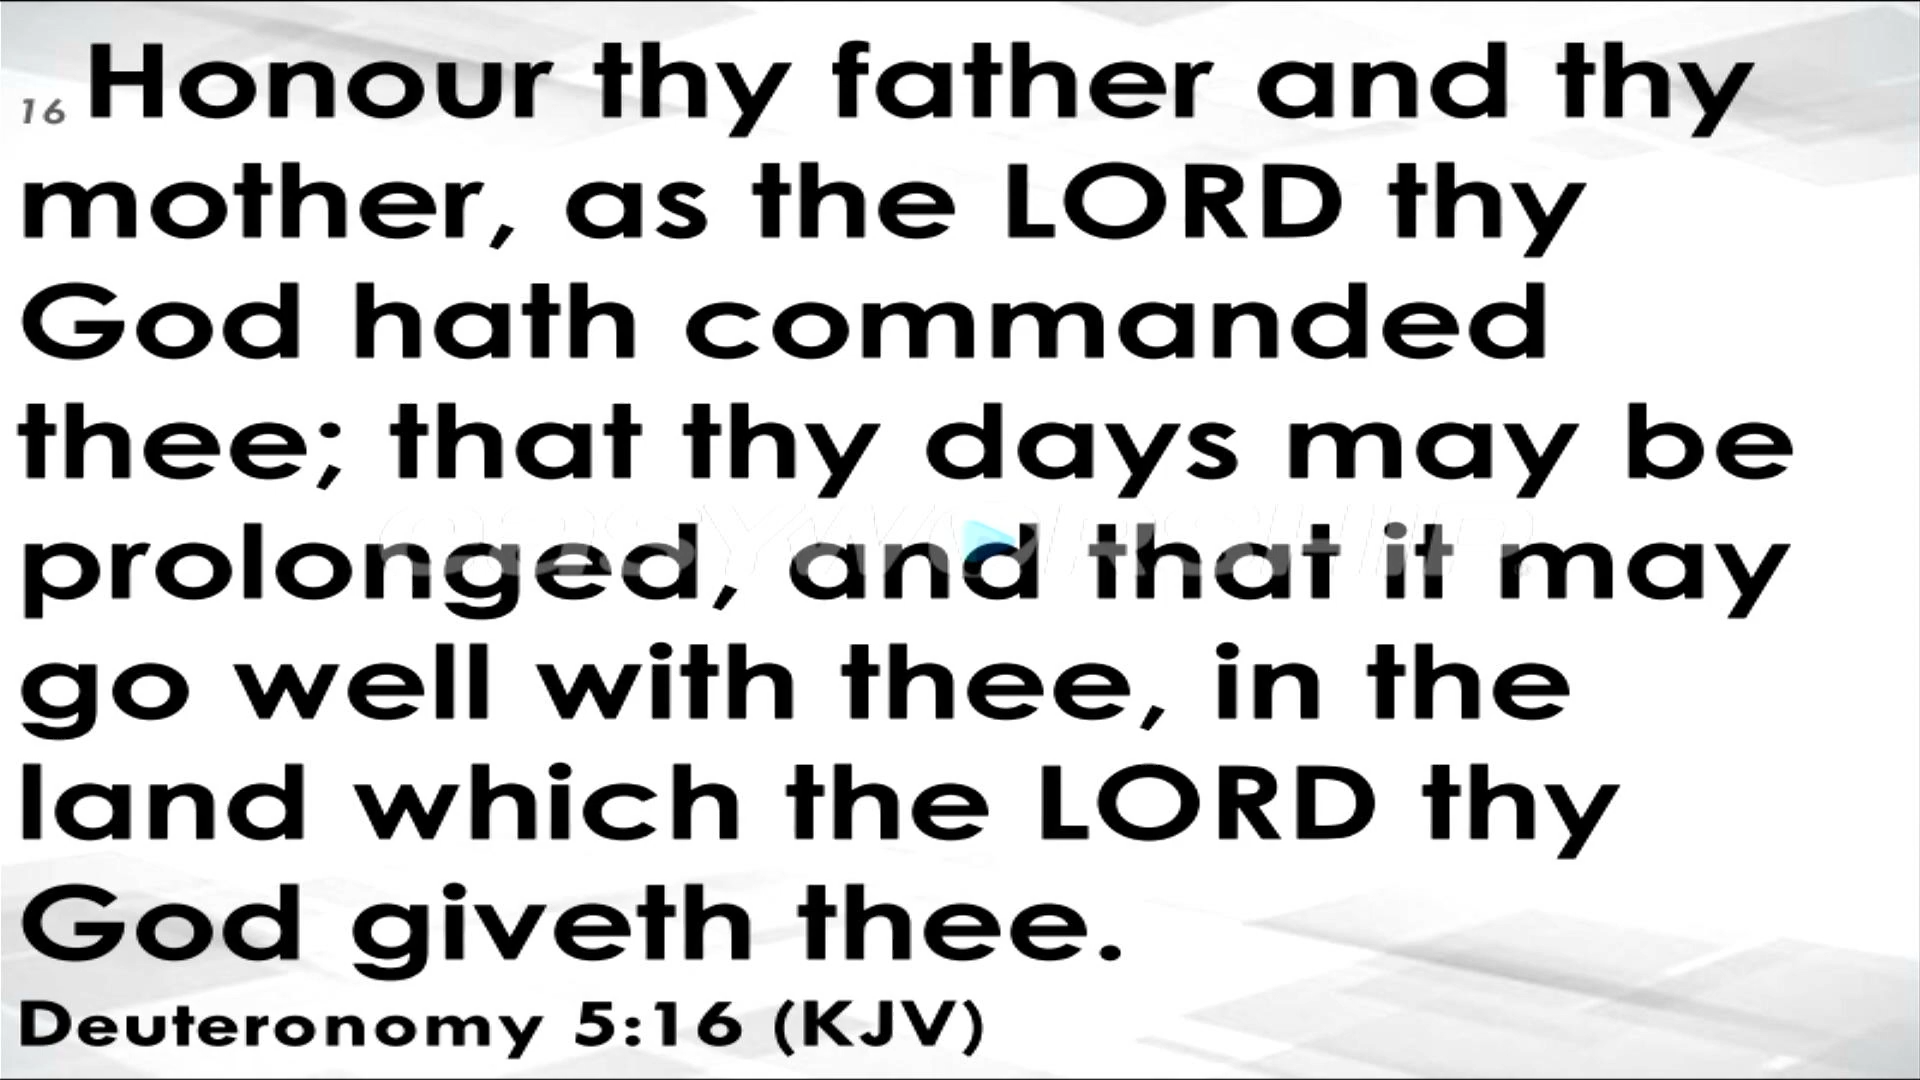 16 Honour thy father and thy
mother, as the LORD thy
God hath commanded
thee; that thy days may be
prolonged, and that it may
go well with thee, in the
land which the LORD thy
God giveth thee.
Deuteronomy 5:16 (KJV)
easyworship